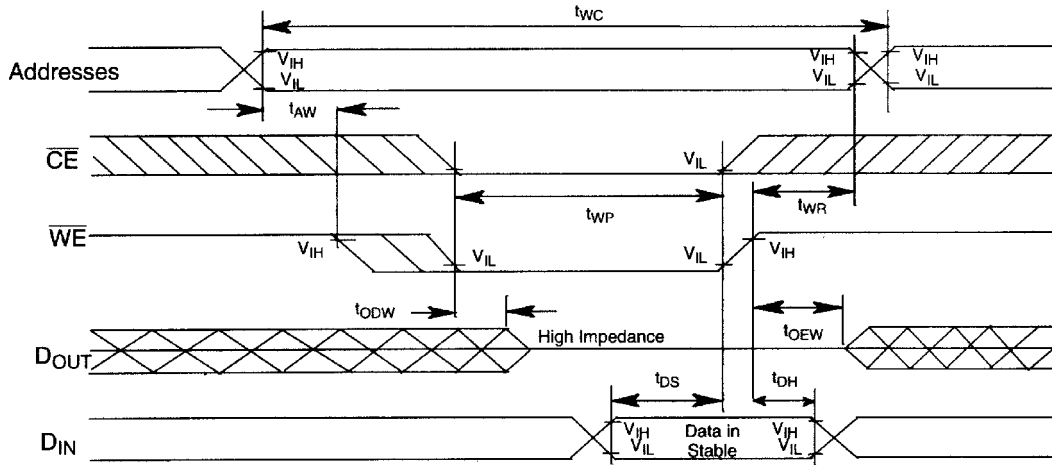 tWC
Addresses
VIH
VIL
VIH
VIL
VIH
VIL
tAW
CE
VIL
tWP
tWR
WE
VIH
VIL
VIL
VIH
tODW
High Impedance
tOEW
DOUT
tDS
tDH
DIN
VIH
VIL
Data in
Stable
VIH
VIL